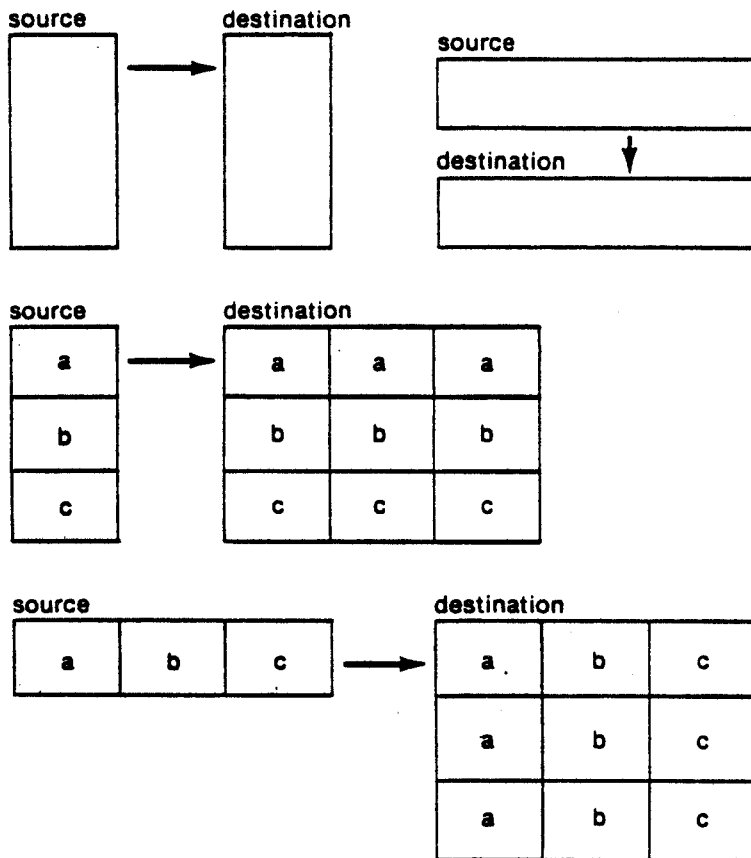 source destination
source
destination
source destination
a a a a
b b b b
c c c c
source destination
a b c a b c
a b c
a b c